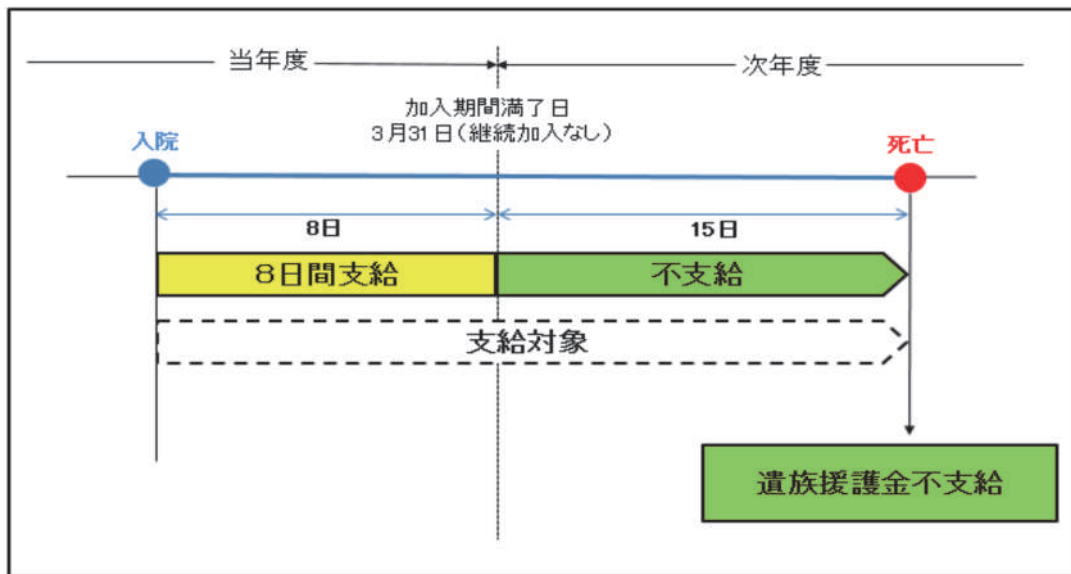 当年度
次年度
加入期間満了日
3月31日(継続加入なし)
入院
死亡
8日
15日
8日間支給
不支給
支給対象
遺族援護金不支給